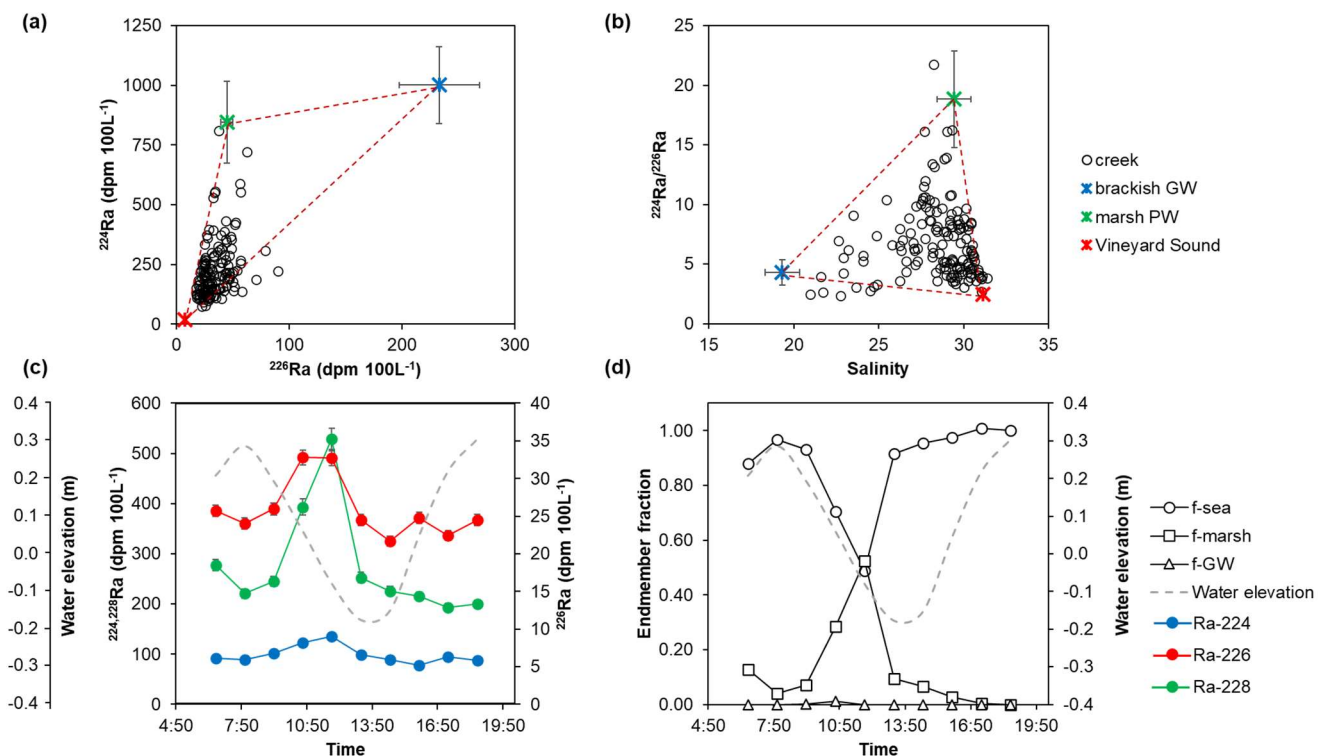 (a)
1250
1000
750
500
250
0
²²⁴Ra (dpm 100L⁻¹)
0
100
200
300
²²⁶Ra (dpm 100L⁻¹)
(b)
25
20
15
10
5
0
²²⁴Ra/²²⁶Ra
15
20
25
30
35
Salinity
creek
brackish GW
marsh PW
Vineyard Sound
(c)
0.4
0.3
0.2
0.1
0.0
-0.1
-0.2
-0.3
-0.4
Water elevation (m)
600
500
400
300
200
100
0
²²⁴,²²⁸Ra (dpm 100L⁻¹)
40
35
30
25
20
15
10
5
0
²²⁶Ra (dpm 100L⁻¹)
4:50
7:50
10:50
13:50
16:50
19:50
Time
(d)
1.00
0.80
0.60
0.40
0.20
0.00
Endmember fraction
0.4
0.3
0.2
0.1
0.0
-0.1
-0.2
-0.3
-0.4
Water elevation (m)
4:50
7:50
10:50
13:50
16:50
19:50
Time
f-sea
f-marsh
f-GW
Water elevation
Ra-224
Ra-226
Ra-228